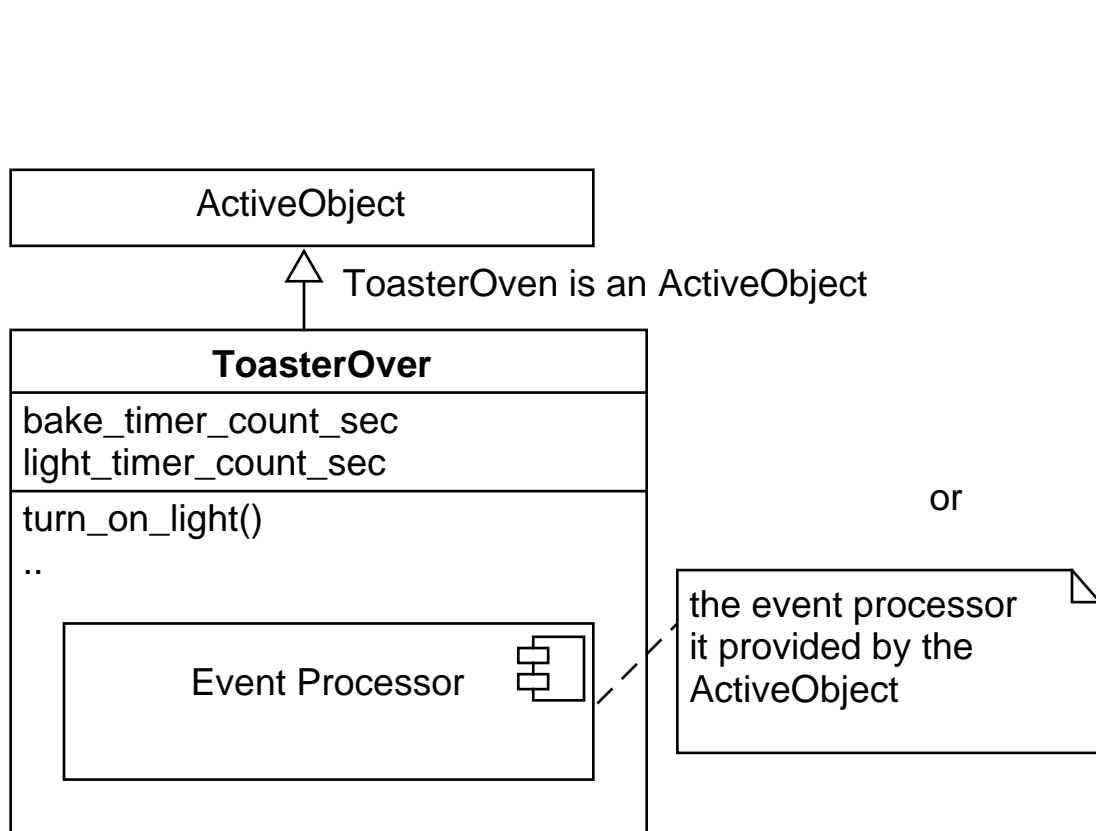 ActiveObject
ToasterOven is an ActiveObject
ToasterOver
bake_timer_count_sec
light_timer_count_sec
turn_on_light()
..
or
the event processor
it provided by the
ActiveObject
Event Processor